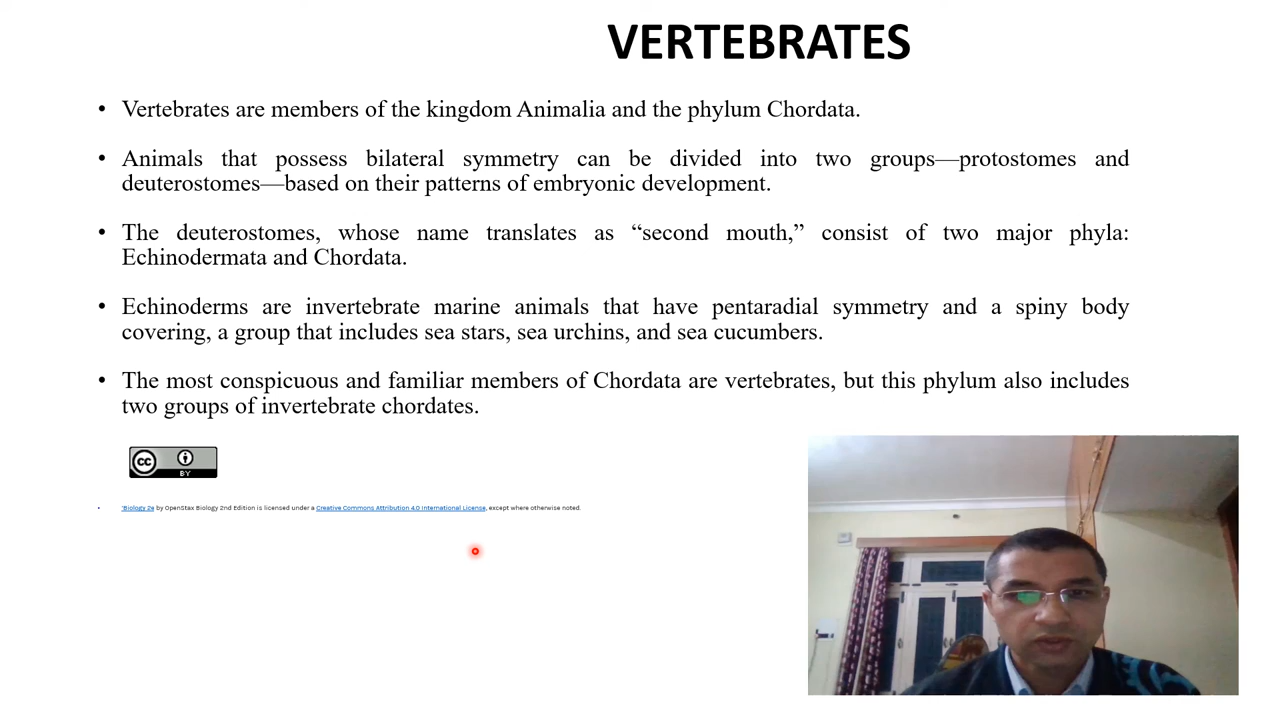 VERTEBRATES
• Vertebrates are members of the kingdom Animalia and the phylum Chordata.
• Animals that possess bilateral symmetry can be divided into two groups—protostomes and
deuterostomes—based on their patterns of embryonic development.
• The deuterostomes, whose name translates as “second mouth,” consist of two major phyla:
Echinodermata and Chordata.
• Echinoderms are invertebrate marine animals that have pentaradial symmetry and a spiny body
covering, a group that includes sea stars, sea urchins, and sea cucumbers.
• The most conspicuous and familiar members of Chordata are vertebrates, but this phylum also includes
two groups of invertebrate chordates.
cc BY
• "Biology 2e by OpenStax Biology 2nd Edition is licensed under a Creative Commons Attribution 4.0 International License, except where otherwise noted.